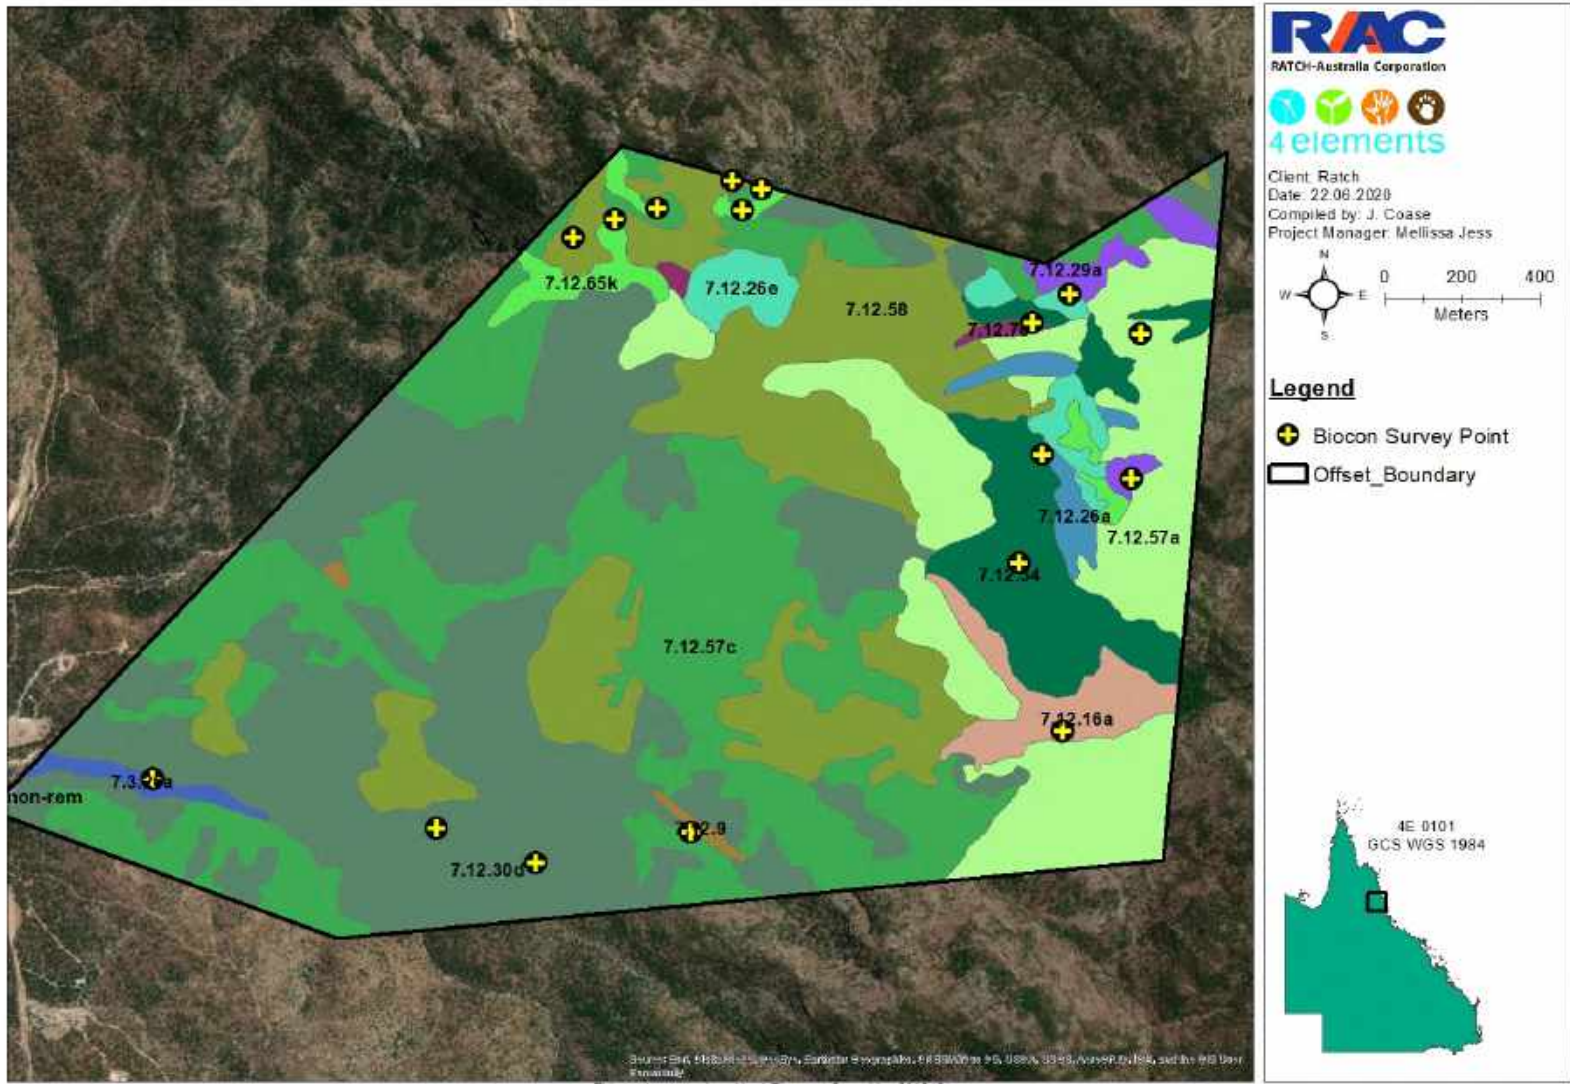 RAC
RATCH-Australia Corporation
4elements
Client: Ratch
Date: 22.06.2020
Compiled by: J. Coase
Project Manager: Mellissa Jess
N
W E
S
0 200 400
Meters
Legend
Biocon Survey Point
Offset_Boundary
4E 0101
GCS WGS 1984
7.12.29a
7.12.65k
7.12.26e
7.12.58
7.12.26a
7.12.57a
7.12.57c
7.12.16a
non-rem
7.12.30d